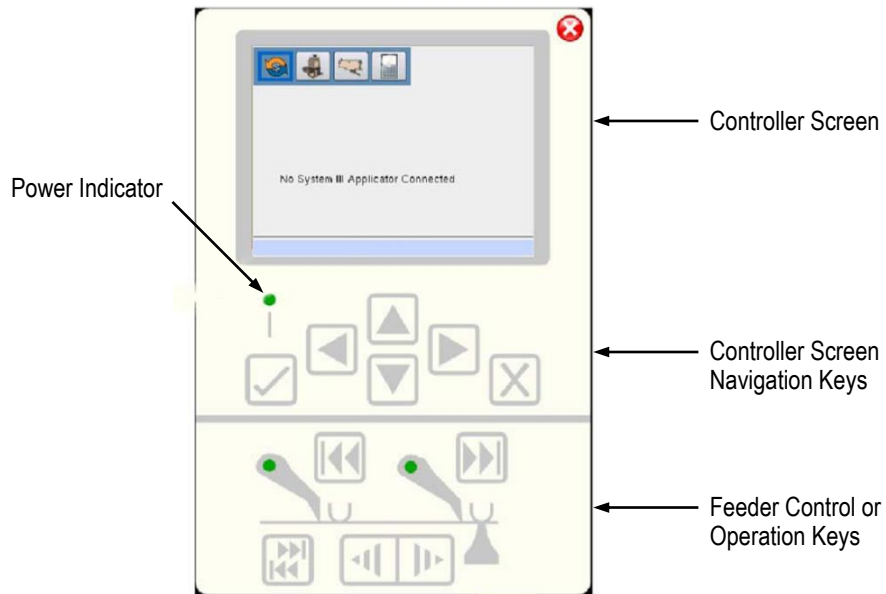 Controller Screen
No System III Applicator Connected
Power Indicator
Controller Screen
Navigation Keys
Feeder Control or
Operation Keys